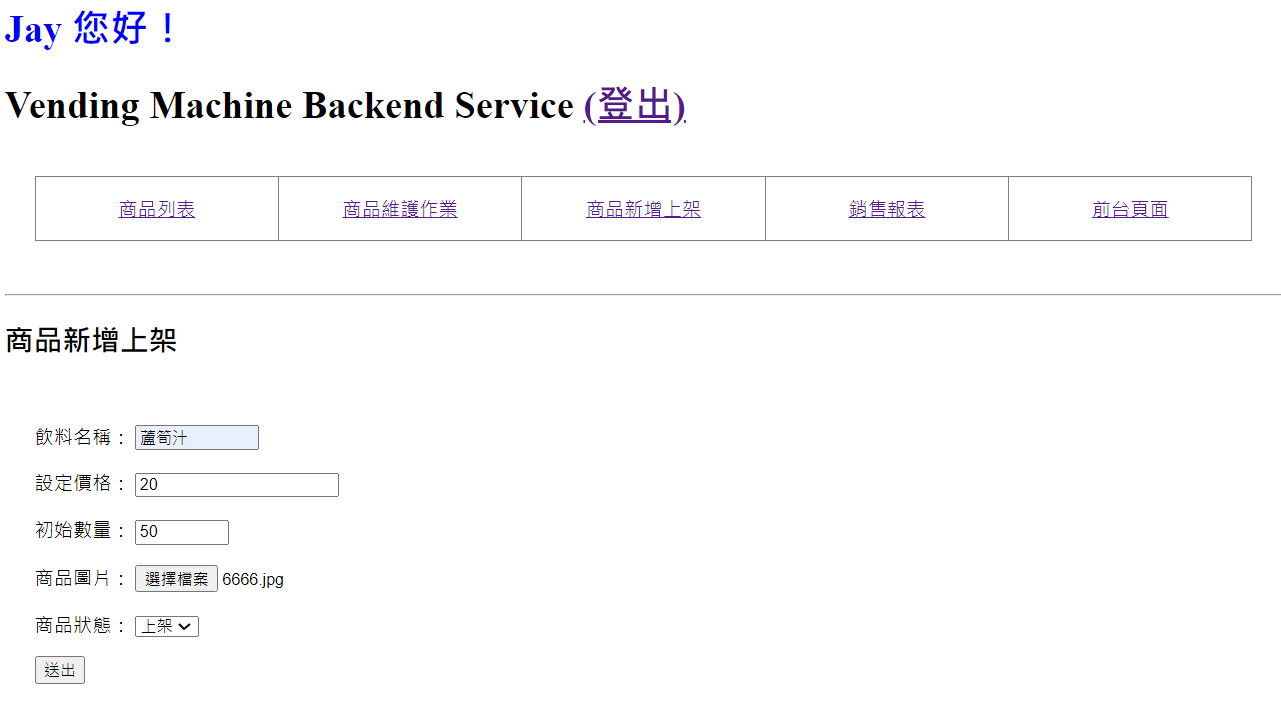 Jay 您好！
Vending Machine Backend Service (登出)
商品列表 商品維護作業 商品新增上架 銷售報表 前台頁面
商品新增上架
飲料名稱： 蘆筍汁
設定價格： 20
初始數量： 50
商品圖片： 選擇檔案 6666.jpg
商品狀態： 上架
送出